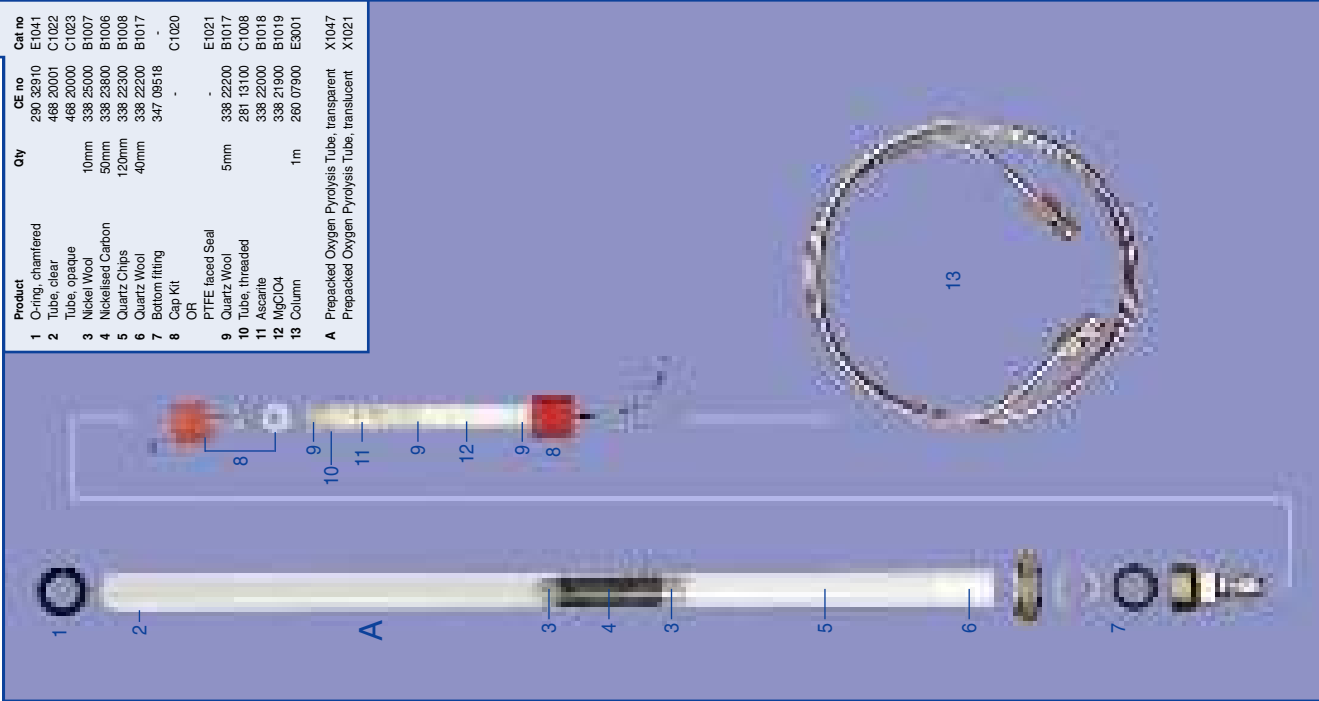 Product Qty CE no Cat no
1 O-ring, chamfered 290 32910 E1041
2 Tube, clear 468 20001 C1022
Tube, opaque 468 20000 C1023
3 Nickel Wool 10mm 338 25000 B1007
4 Nickelised Carbon 50mm 338 23800 B1006
5 Quartz Chips 120mm 338 22300 B1008
6 Quartz Wool 40mm 338 22200 B1017
7 Bottom fitting 347 09518 -
8 Cap Kit - C1020
OR
PTFE faced Seal - E1021
9 Quartz Wool 5mm 338 22200 B1017
10 Tube, threaded 281 13100 C1008
11 Ascarite 338 22000 B1018
12 MgClO4 338 21900 B1019
13 Column 1m 260 07900 E3001
A Prepacked Oxygen Pyrolysis Tube, transparent X1047
Prepacked Oxygen Pyrolysis Tube, translucent X1021
8
9
10
11
9
12
9
8
13
1
2
A
3
4
3
5
6
7